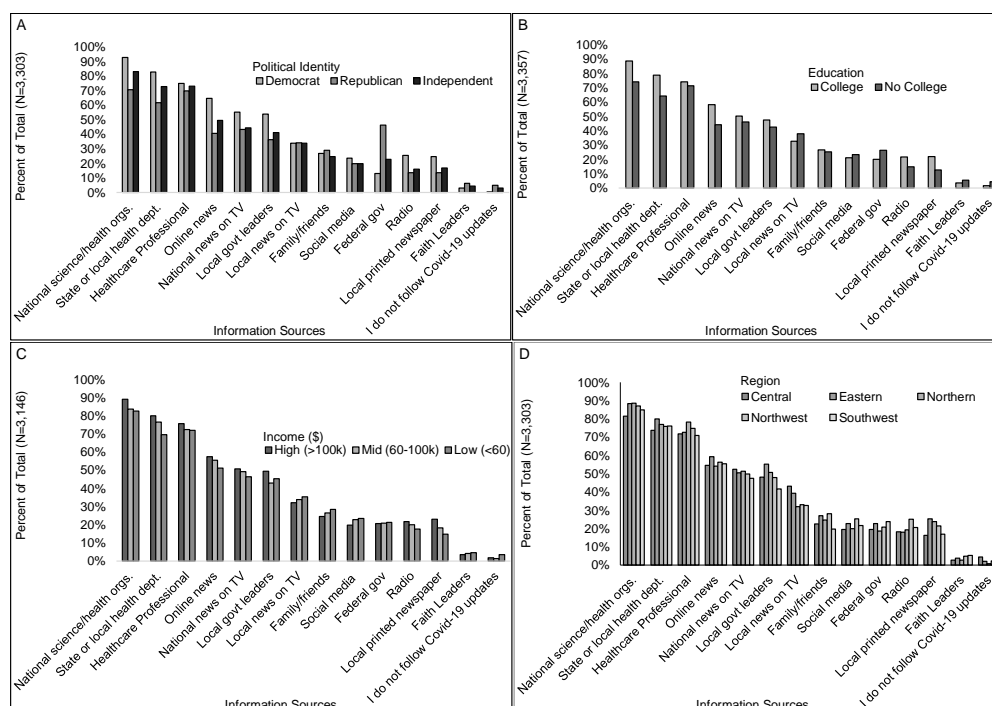 A
Percent of Total (N=3,303)
100%
90%
80%
70%
60%
50%
40%
30%
20%
10%
0%
Political Identity
Democrat Republican Independent
National science/health orgs.
State or local health dept.
Healthcare Professional
Online news
National news on TV
Local govt leaders
Local news on TV
Family/friends
Social media
Federal gov
Radio
Local printed newspaper
Faith Leaders
I do not follow Covid-19 updates
Information Sources
B
Percent of Total (N=3,357)
100%
90%
80%
70%
60%
50%
40%
30%
20%
10%
0%
Education
College No College
National science/health orgs.
State or local health dept.
Healthcare Professional
Online news
National news on TV
Local govt leaders
Local news on TV
Family/friends
Social media
Federal gov
Radio
Local printed newspaper
Faith Leaders
I do not follow Covid-19 updates
Information Sources
C
Percent of Total (N=3,146)
100%
90%
80%
70%
60%
50%
40%
30%
20%
10%
0%
Income ($)
High (>100k) Mid (60-100k) Low (<60)
National science/health orgs.
State or local health dept.
Healthcare Professional
Online news
National news on TV
Local govt leaders
Local news on TV
Family/friends
Social media
Federal gov
Radio
Local printed newspaper
Faith Leaders
I do not follow Covid-19 updates
Information Sources
D
Percent of Total (N=3,303)
100%
90%
80%
70%
60%
50%
40%
30%
20%
10%
0%
Region
Central Eastern Northern
Northwest Southwest
National science/health orgs.
State or local health dept.
Healthcare Professional
Online news
National news on TV
Local govt leaders
Local news on TV
Family/friends
Social media
Federal gov
Radio
Local printed newspaper
Faith Leaders
I do not follow Covid-19 updates
Information Sources